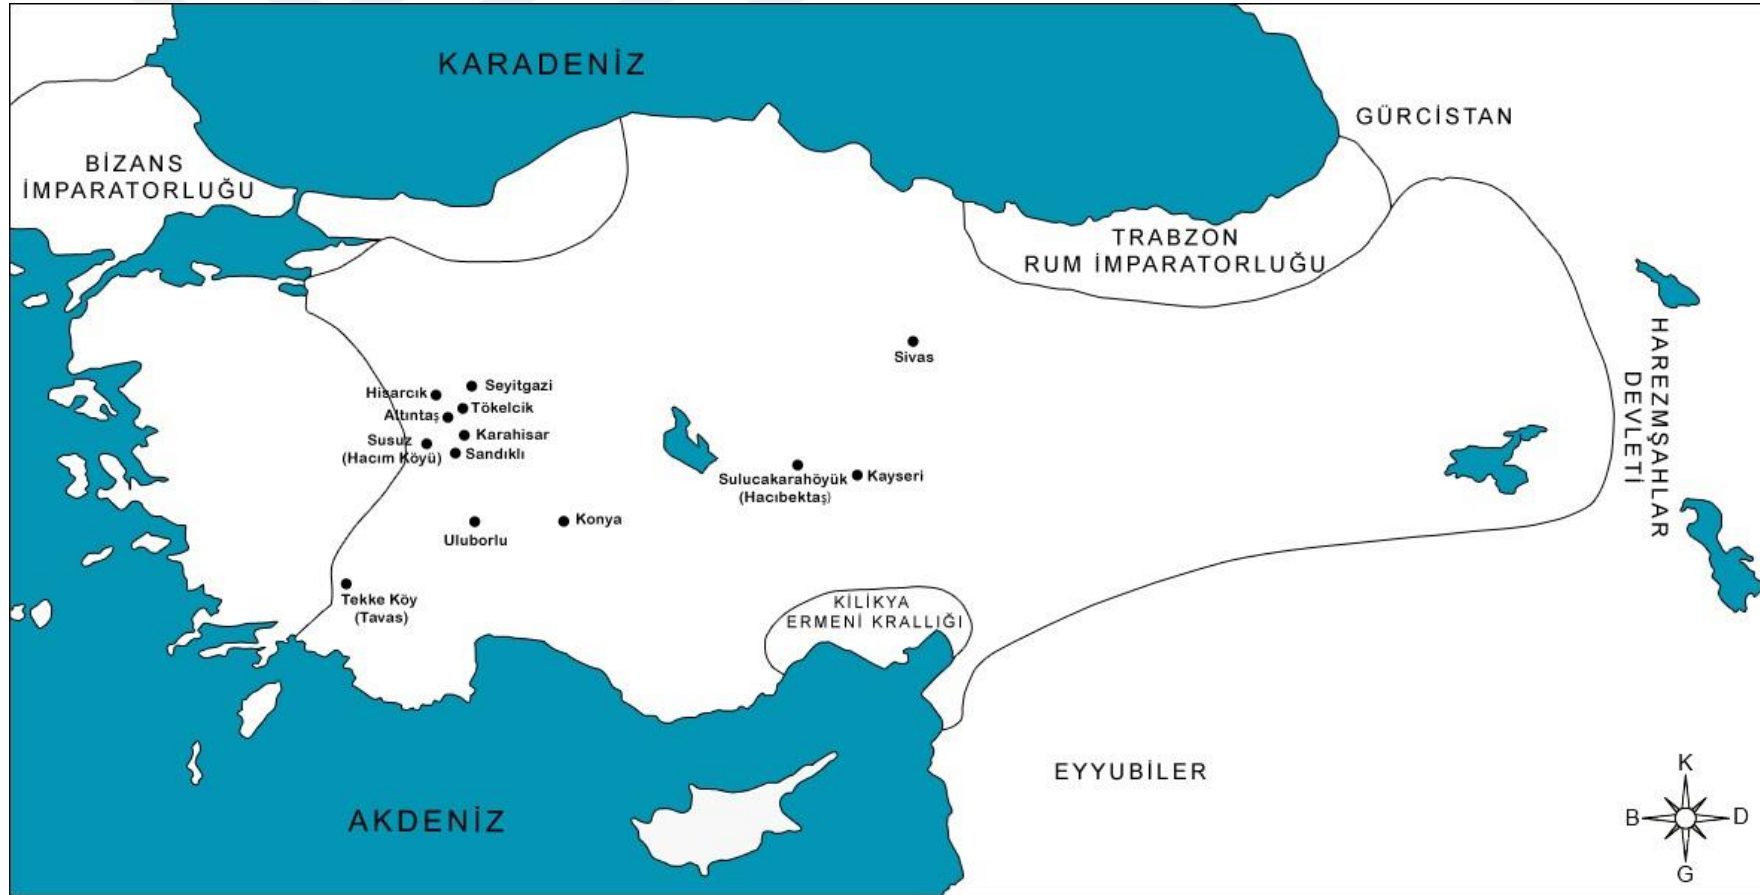 KARADENİZ
GÜRCİSTAN
BİZANS
İMPARATORLUĞU
TRABZON
RUM İMPARATORLUĞU
HAREZMŞAHLAR
DEVLETİ
Sivas
Seyitgazi
Hisarcık
Tökelcik
Altıntaş
Karahisar
Susuz
(Hacım Köyü)
Sandıklı
Sulucakarahöyük
(Hacıbektaş)
Kayseri
Uluborlu
Konya
Tekke Köy
(Tavas)
KİLİKYA
ERMENİ KRALLIĞI
EYYUBİLER
AKDENİZ
K
B
D
G